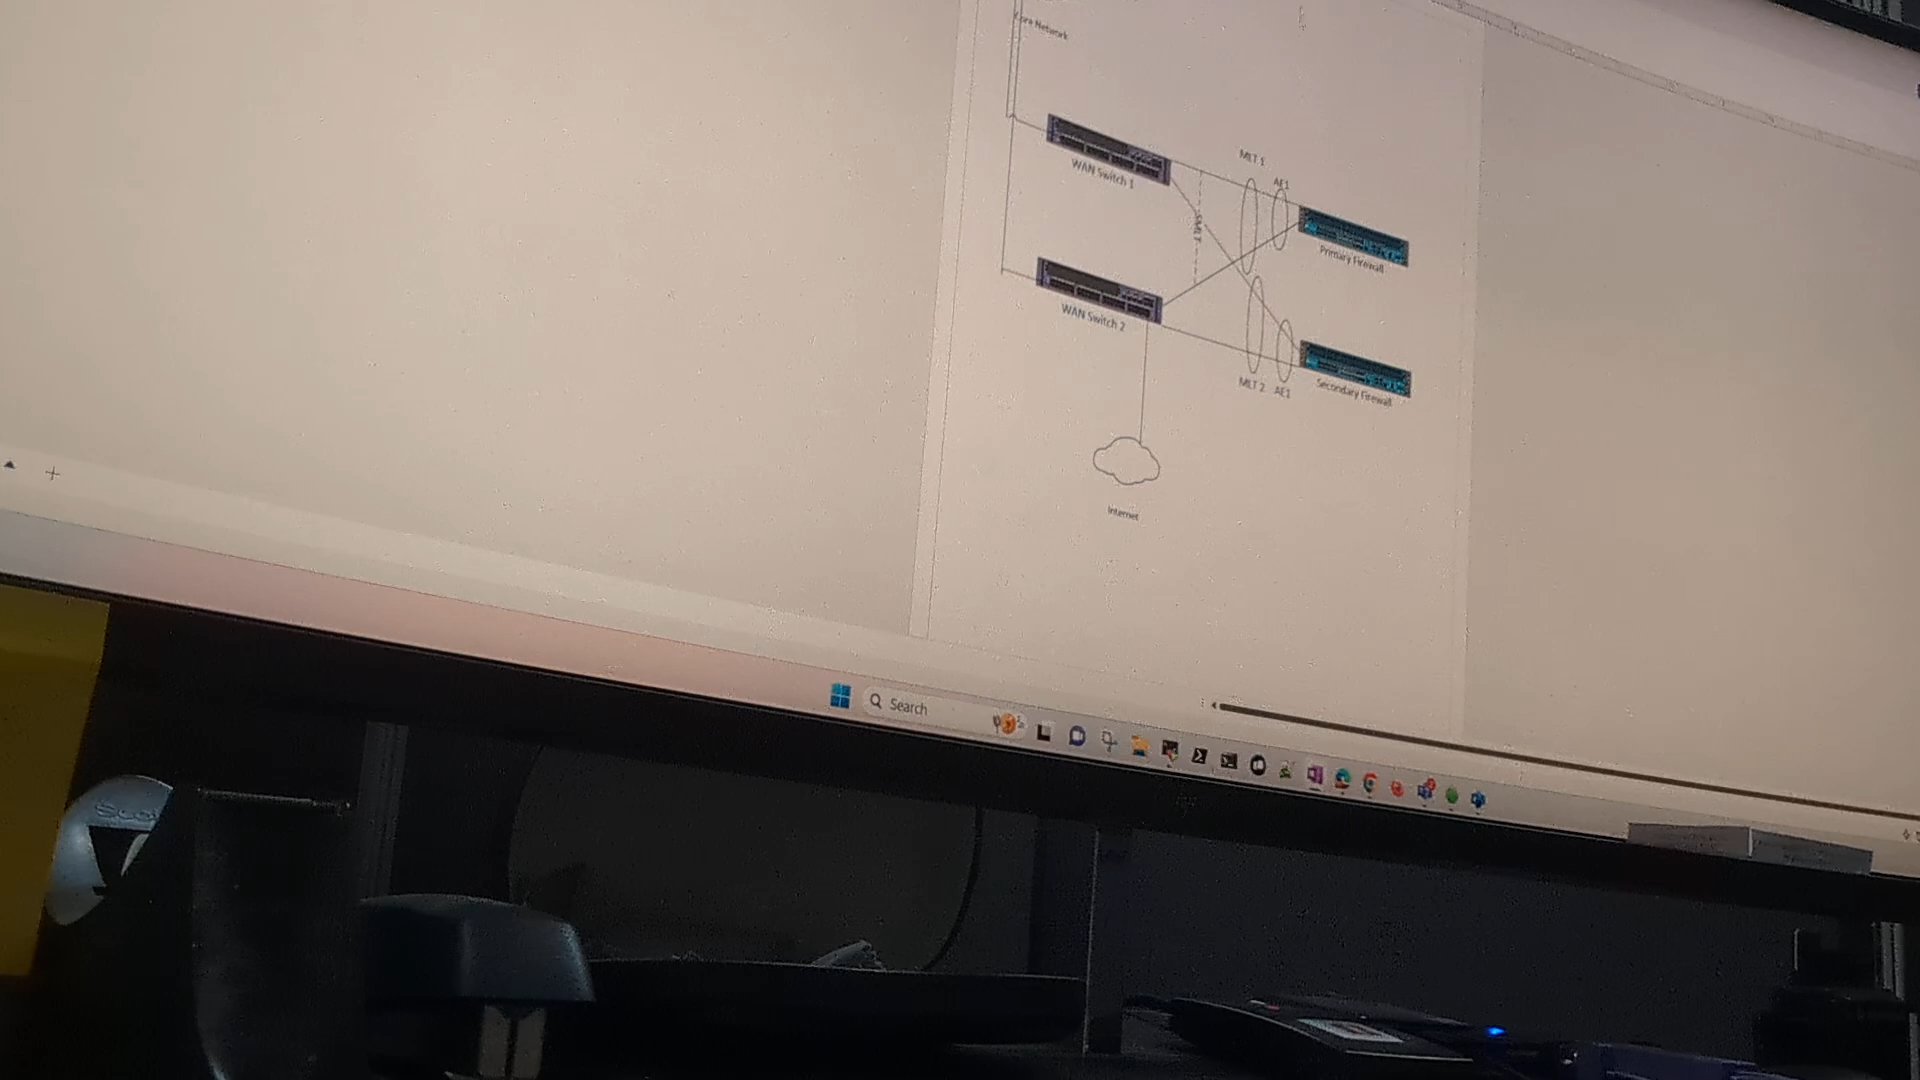 Core Network
MLT 1
WAN Switch 1
AE1
SMLT
Primary Firewall
WAN Switch 2
MLT 2
AE1
Secondary Firewall
Internet
Search